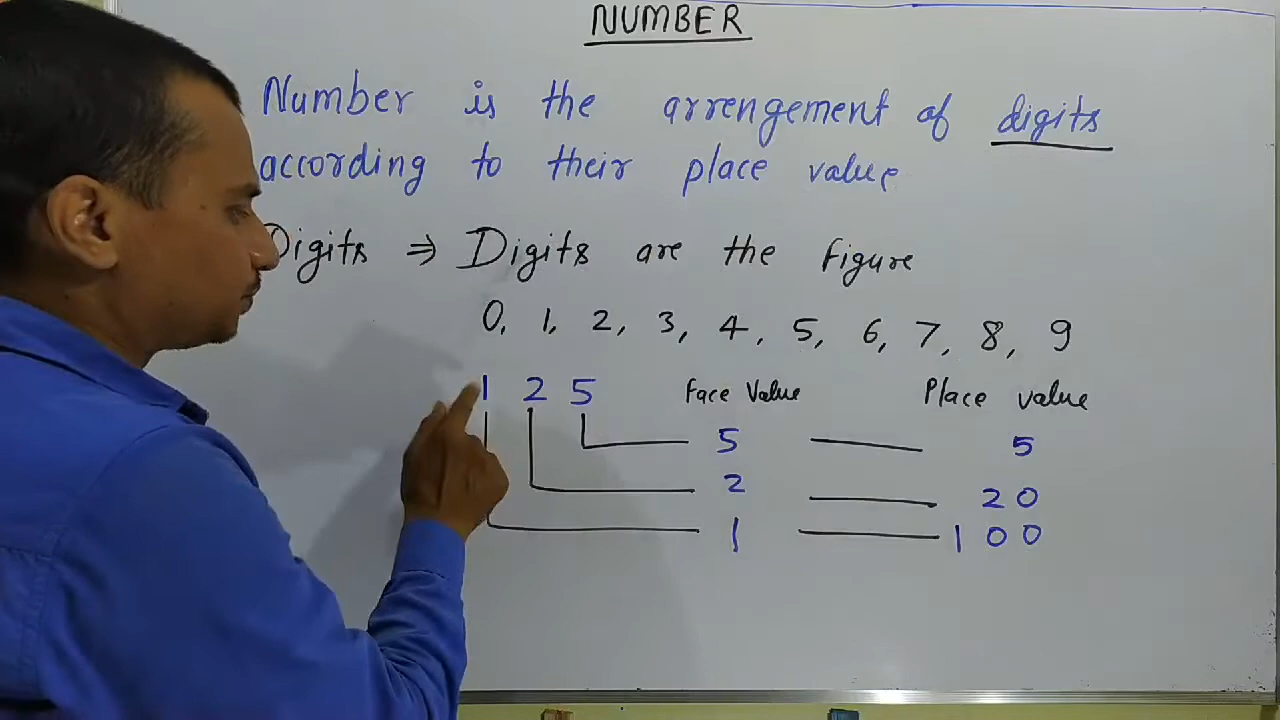 NUMBER
Number is the arrengement of digits
according to their place value
Digits ⇒ Digits are the figure
0, 1, 2, 3, 4, 5, 6, 7, 8, 9
1 2 5 Face Value Place value
5 5
2 20
1 100